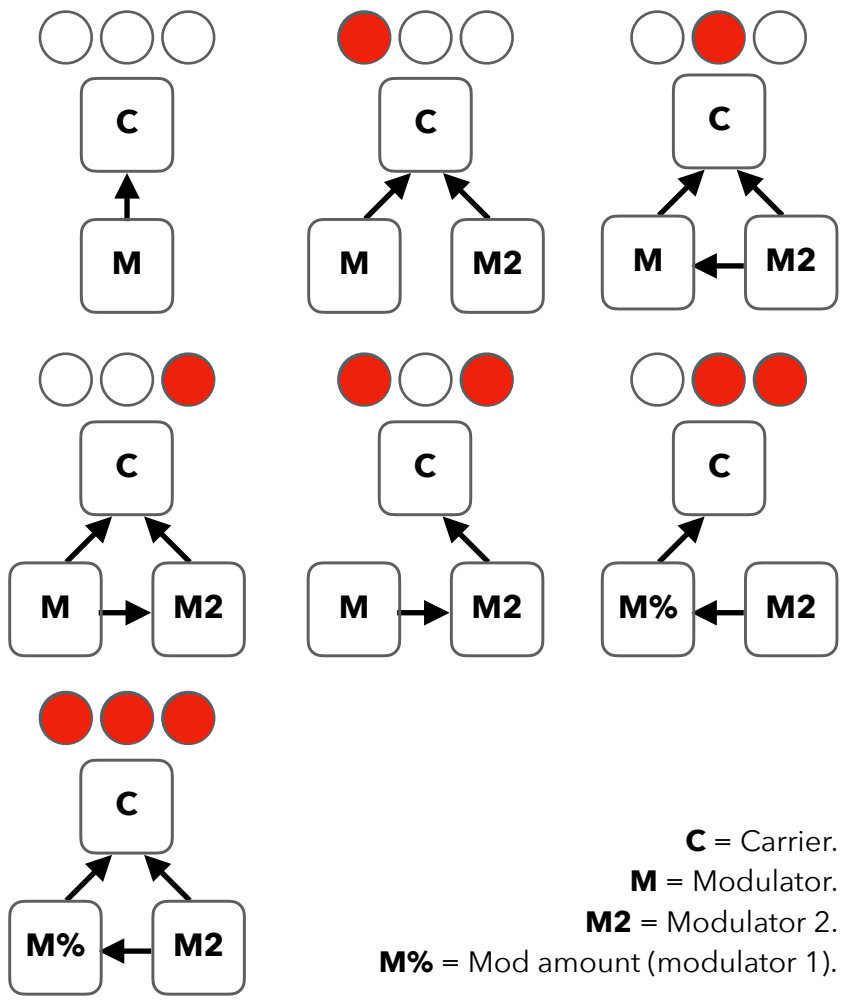 C
C
C
M
M
M2
M
M2
C
C
C
M
M2
M
M2
M%
M2
C
M%
M2
C = Carrier.
M = Modulator.
M2 = Modulator 2.
M% = Mod amount (modulator 1).